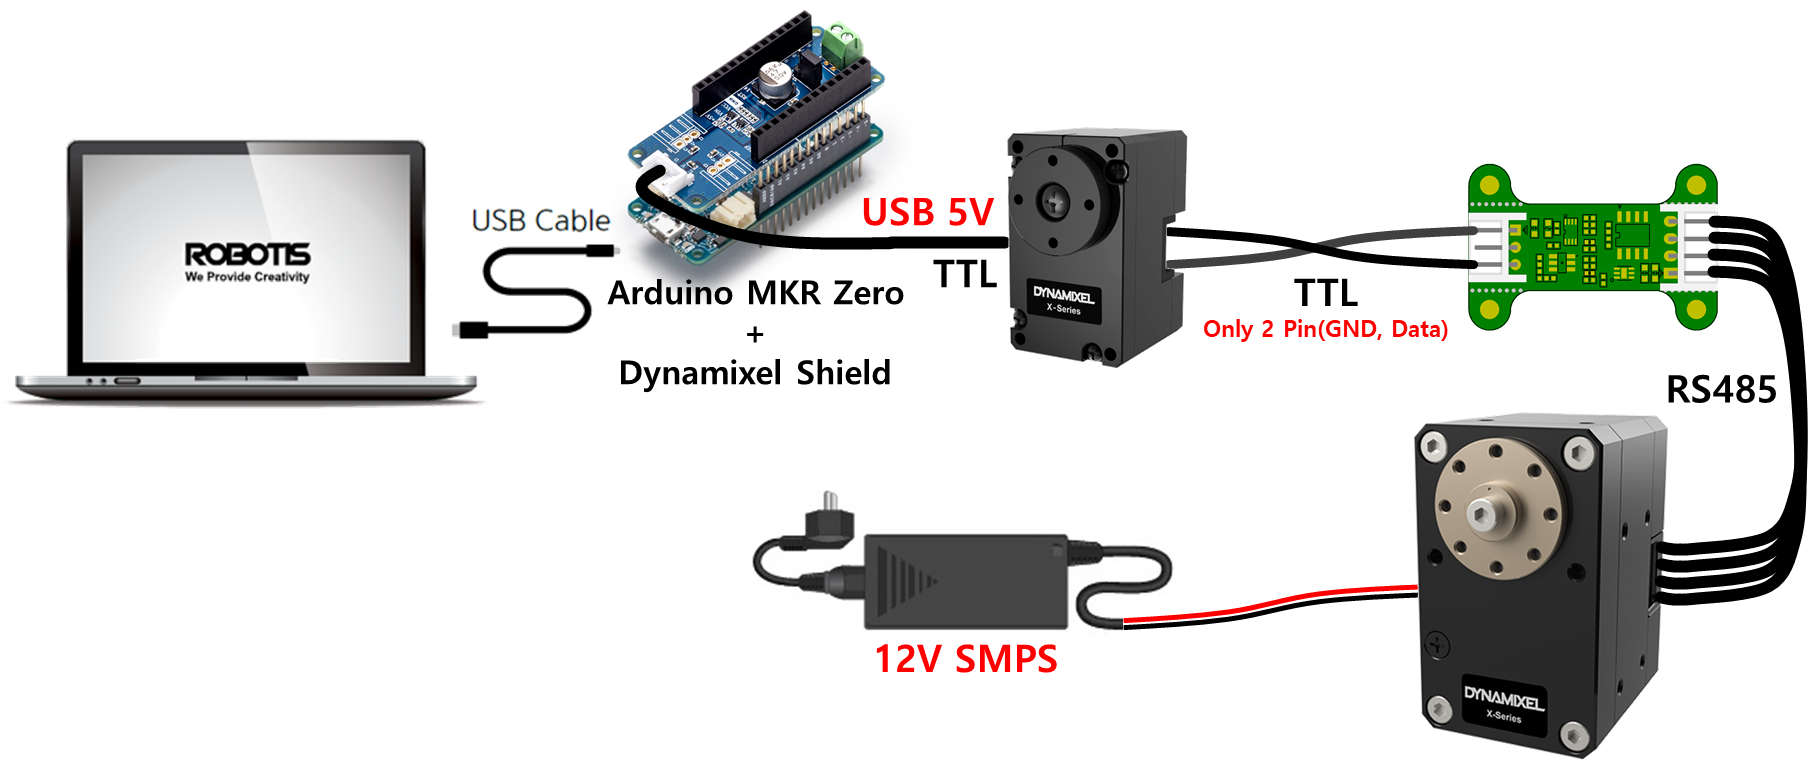 ROBOTIS
We Provide Creativity
USB Cable
Arduino MKR Zero
+
Dynamixel Shield
USB 5V
TTL
DYNAMIXEL
X-Series
TTL
Only 2 Pin(GND, Data)
RS485
12V SMPS
DYNAMIXEL
X-Series